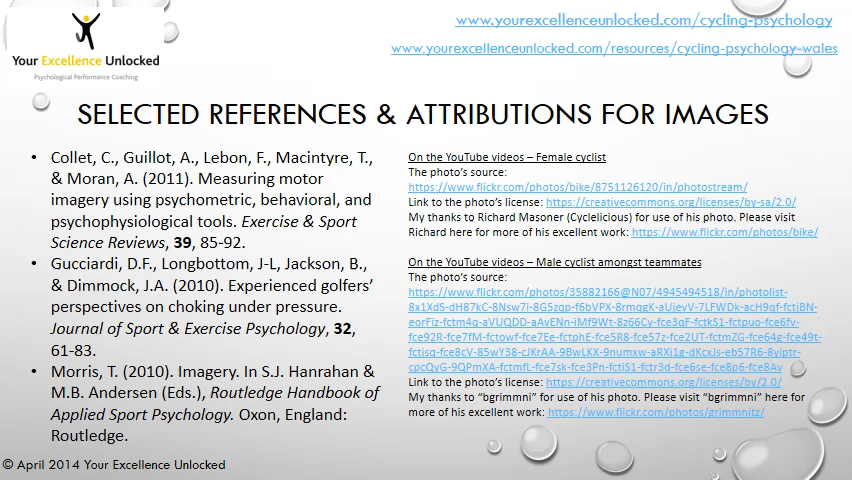 www.yourexcellenceunlocked.com/cycling-psychology
www.yourexcellenceunlocked.com/resources/cycling-psychology-wales
Your Excellence Unlocked
Psychological Performance Coaching
SELECTED REFERENCES & ATTRIBUTIONS FOR IMAGES
• Collet, C., Guillot, A., Lebon, F., Macintyre, T.,
& Moran, A. (2011). Measuring motor
imagery using psychometric, behavioral, and
psychophysiological tools. Exercise & Sport
Science Reviews, 39, 85-92.
• Gucciardi, D.F., Longbottom, J-L, Jackson, B.,
& Dimmock, J.A. (2010). Experienced golfers’
perspectives on choking under pressure.
Journal of Sport & Exercise Psychology, 32,
61-83.
• Morris, T. (2010). Imagery. In S.J. Hanrahan &
M.B. Andersen (Eds.), Routledge Handbook of
Applied Sport Psychology. Oxon, England:
Routledge.
On the YouTube videos – Female cyclist
The photo’s source:
https://www.flickr.com/photos/bike/8751126120/in/photostream/
Link to the photo’s license: https://creativecommons.org/licenses/by-sa/2.0/
My thanks to Richard Masoner (Cyclelicious) for use of his photo. Please visit
Richard here for more of his excellent work: https://www.flickr.com/photos/bike/
On the YouTube videos – Male cyclist amongst teammates
The photo’s source:
https://www.flickr.com/photos/35882166@N07/4945494518/in/photolist-
Link to the photo’s license: https://creativecommons.org/licenses/by/2.0/
My thanks to “bgrimmni” for use of his photo. Please visit “bgrimmni” here for
more of his excellent work: https://www.flickr.com/photos/grimmnitz/
© April 2014 Your Excellence Unlocked